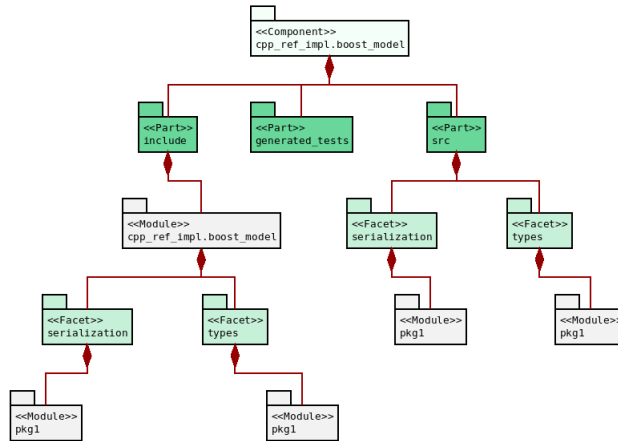 <<Component>>
cpp_ref_impl.boost_model
<<Part>>
include
<<Part>>
generated_tests
<<Part>>
src
<<Module>>
cpp_ref_impl.boost_model
<<Facet>>
serialization
<<Facet>>
types
<<Facet>>
serialization
<<Facet>>
types
<<Module>>
pkg1
<<Module>>
pkg1
<<Module>>
pkg1
<<Module>>
pkg1